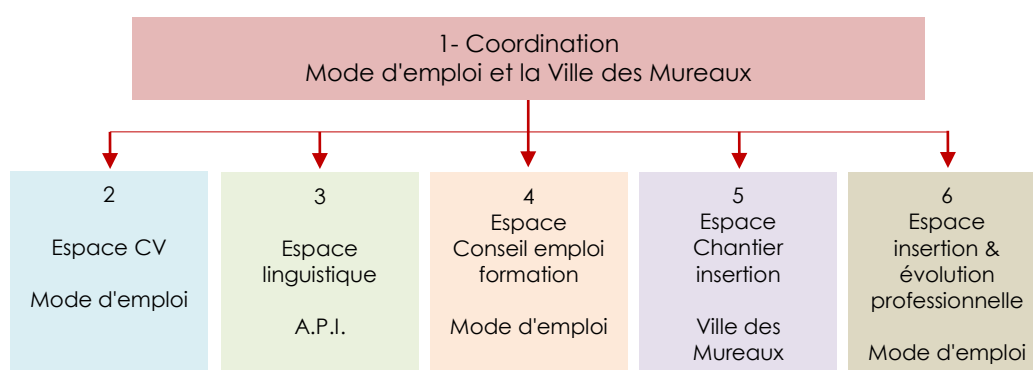 1- Coordination
Mode d'emploi et la Ville des Mureaux
2
Espace CV
Mode d'emploi
3
Espace
linguistique
A.P.I.
4
Espace
Conseil emploi
formation
Mode d'emploi
5
Espace
Chantier
insertion
Ville des
Mureaux
6
Espace
insertion &
évolution
professionnelle
Mode d'emploi